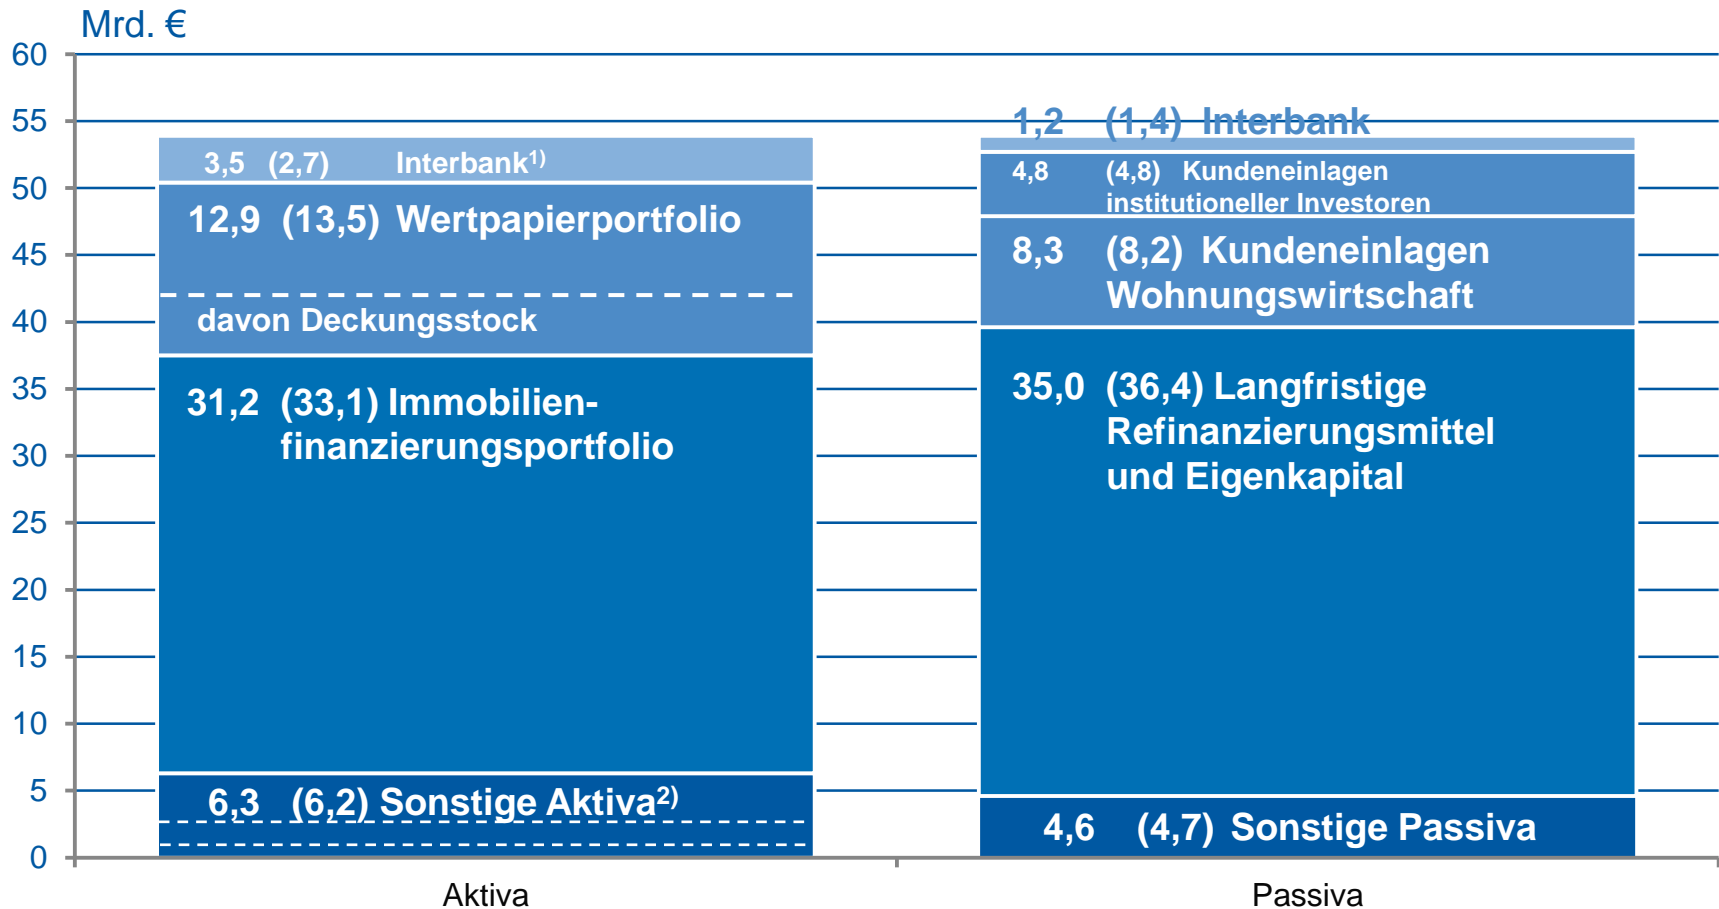 Mrd. €
60
55
50
45
40
35
30
25
20
15
10
5
0
3,5 (2,7) Interbank1)
12,9 (13,5) Wertpapierportfolio
davon Deckungsstock
31,2 (33,1) Immobilien-
finanzierungsportfolio
6,3 (6,2) Sonstige Aktiva2)
1,2 (1,4) Interbank
4,8 (4,8) Kundeneinlagen
institutioneller Investoren
8,3 (8,2) Kundeneinlagen
Wohnungswirtschaft
35,0 (36,4) Langfristige
Refinanzierungsmittel
und Eigenkapital
4,6 (4,7) Sonstige Passiva
Aktiva
Passiva